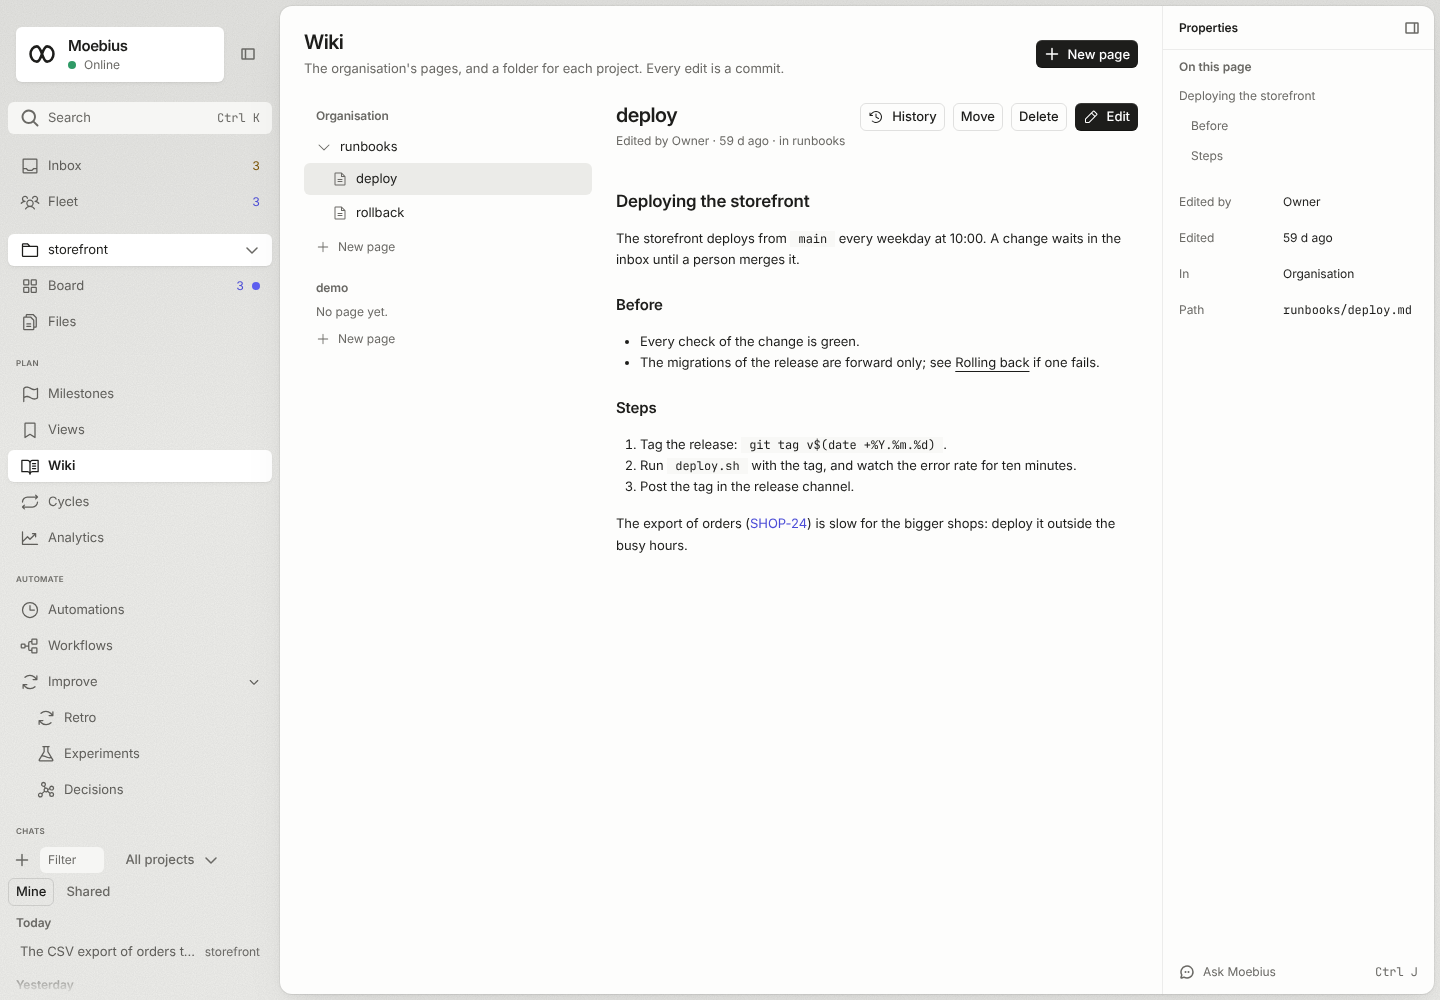 Moebius
Online
Search Ctrl K
Inbox 3
Fleet 3
storefront
Board 3
Files
PLAN
Milestones
Views
Wiki
Cycles
Analytics
AUTOMATE
Automations
Workflows
Improve
Retro
Experiments
Decisions
CHATS
Filter All projects
Mine Shared
Today
The CSV export of orders t... storefront
Yesterday
Wiki
The organisation's pages, and a folder for each project. Every edit is a commit.
New page
Organisation
runbooks
deploy
rollback
New page
demo
No page yet.
New page
deploy
History Move Delete Edit
Edited by Owner · 59 d ago · in runbooks
Deploying the storefront
The storefront deploys from main every weekday at 10:00. A change waits in the
inbox until a person merges it.
Before
• Every check of the change is green.
• The migrations of the release are forward only; see Rolling back if one fails.
Steps
1. Tag the release: git tag v$(date +%Y.%m.%d) .
2. Run deploy.sh with the tag, and watch the error rate for ten minutes.
3. Post the tag in the release channel.
The export of orders (SHOP-24) is slow for the bigger shops: deploy it outside the
busy hours.
Properties
On this page
Deploying the storefront
Before
Steps
Edited by Owner
Edited 59 d ago
In Organisation
Path runbooks/deploy.md
Ask Moebius Ctrl J